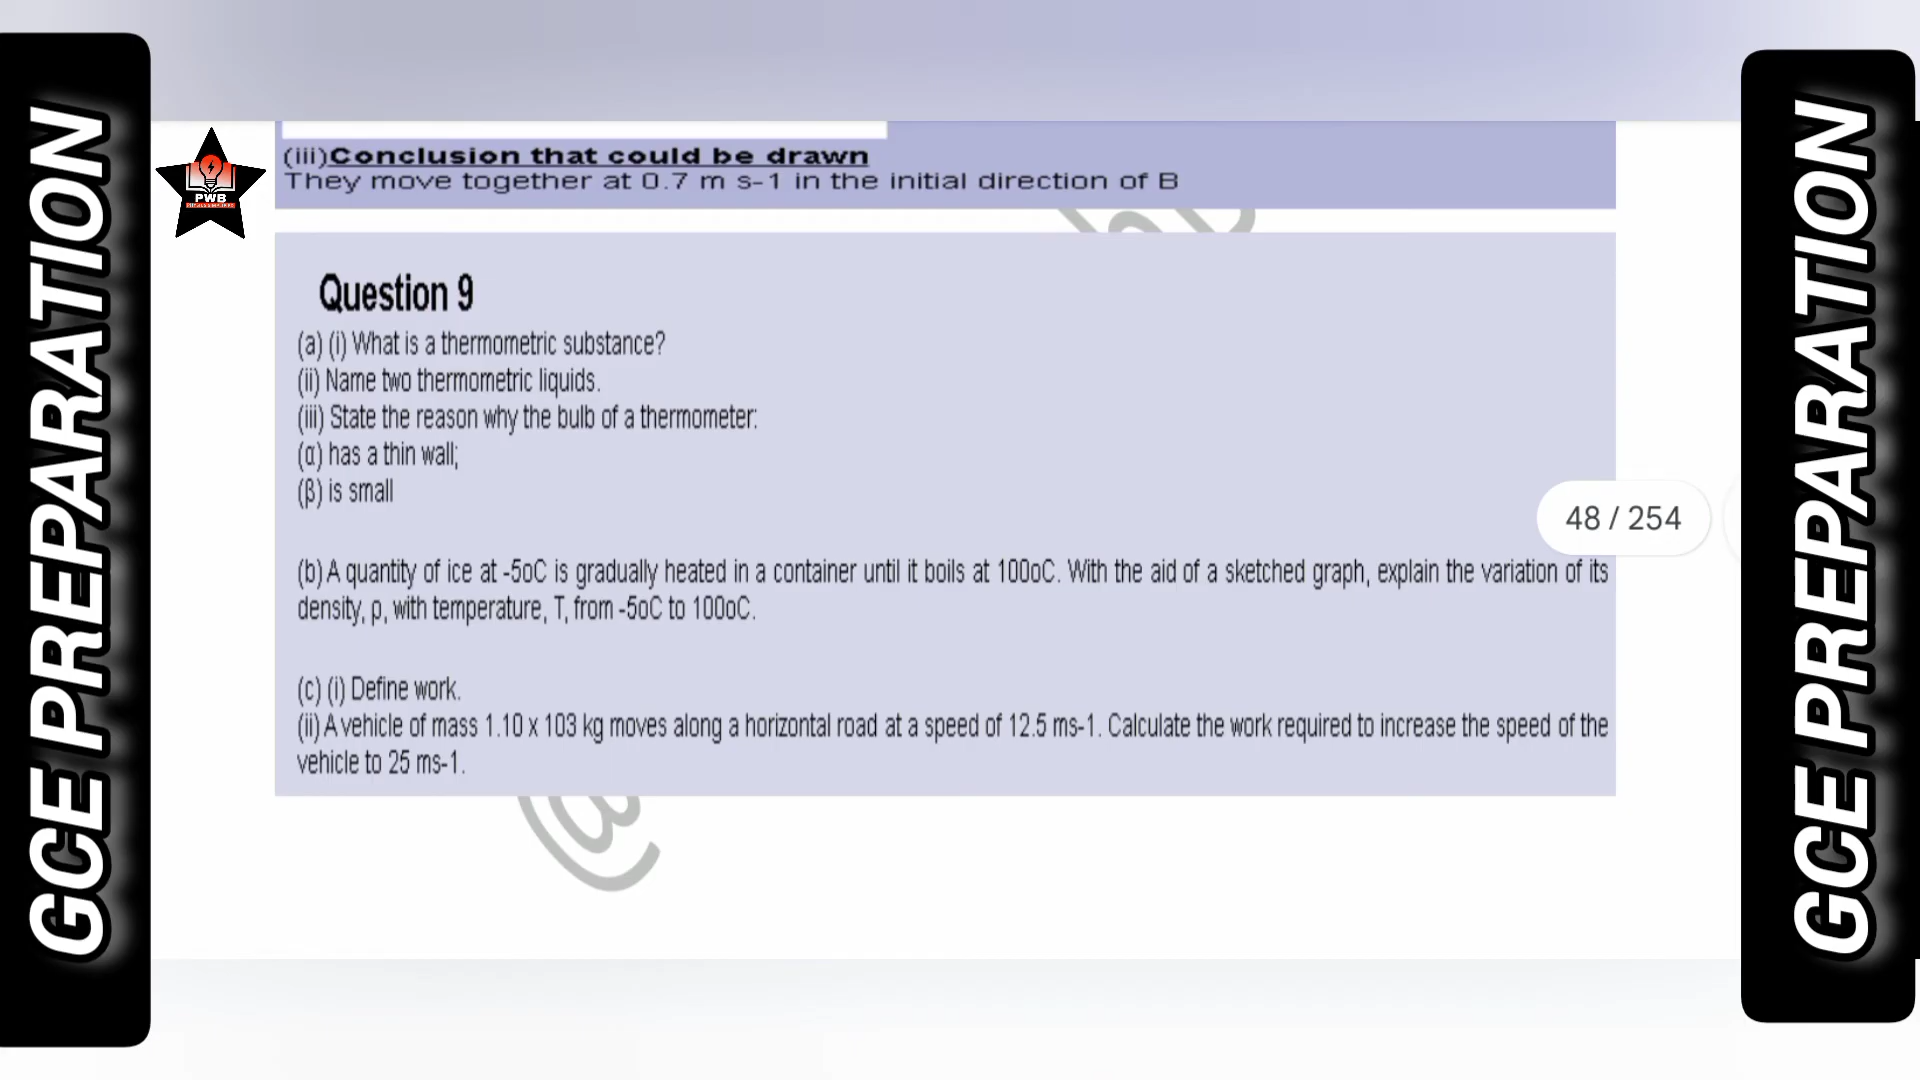 GCE PREPARATION
PWB
(iii)Conclusion that could be drawn
They move together at 0.7 m s-1 in the initial direction of B
Question 9
(a) (i) What is a thermometric substance?
(ii) Name two thermometric liquids.
(iii) State the reason why the bulb of a thermometer:
(α) has a thin wall;
(β) is small
48 / 254
(b) A quantity of ice at -5oC is gradually heated in a container until it boils at 100oC. With the aid of a sketched graph, explain the variation of its
density, ρ, with temperature, T, from -5oC to 100oC.
(c) (i) Define work.
(ii) A vehicle of mass 1.10 x 103 kg moves along a horizontal road at a speed of 12.5 ms-1. Calculate the work required to increase the speed of the
vehicle to 25 ms-1.
@
GCE PREPARATION